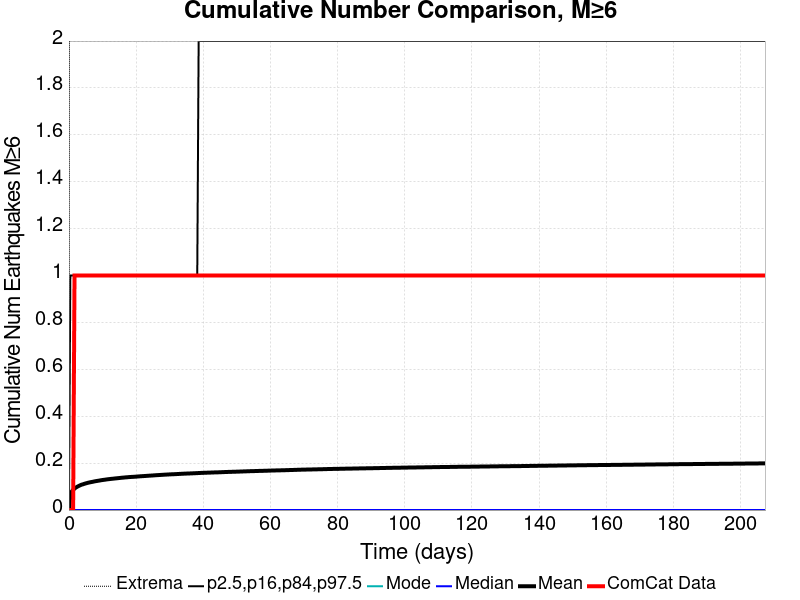 Cumulative Number Comparison, M≥6
Cumulative Num Earthquakes M≥6
2
1.8
1.6
1.4
1.2
1
0.8
0.6
0.4
0.2
0
0 20 40 60 80 100 120 140 160 180 200
Time (days)
Extrema p2.5,p16,p84,p97.5 Mode Median Mean ComCat Data